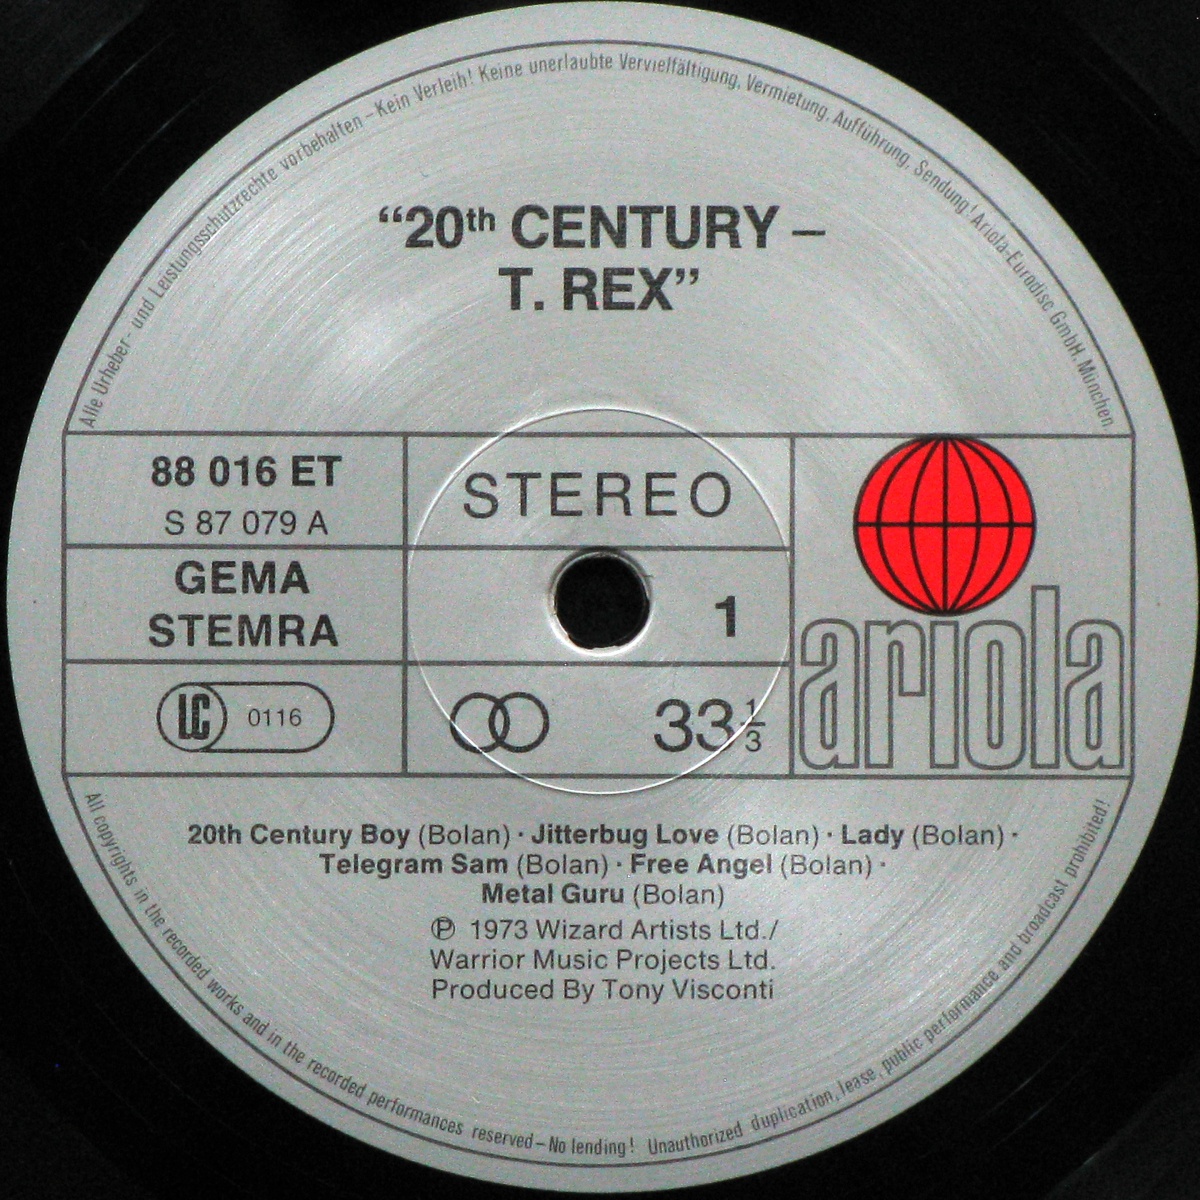 Alle Urheber- und Leistungsschutzrechte vorbehalten – Kein Verleih! Keine unerlaubte Vervielfältigung, Vermietung, Aufführung, Sendung! Ariola-Eurodisc GmbH, München
“20th CENTURY –
T. REX”
88 016 ET
S 87 079 A
GEMA
STEMRA
LC 0116
STEREO
1
33 1/3
ariola
20th Century Boy (Bolan) · Jitterbug Love (Bolan) · Lady (Bolan) ·
Telegram Sam (Bolan) · Free Angel (Bolan) ·
Metal Guru (Bolan)
℗ 1973 Wizard Artists Ltd./
Warrior Music Projects Ltd.
Produced By Tony Visconti
All copyrights in the recorded works and in the recorded performances reserved – No lending! Unauthorized duplication, lease, public performance and broadcast prohibited!